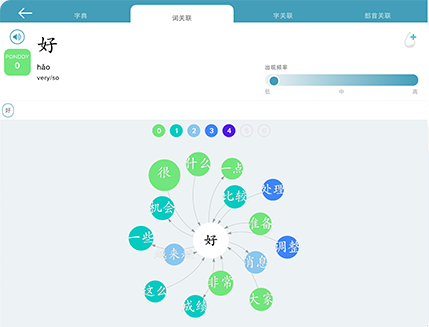 字典
词关联
字关联
部首关联
好
PONDDY
0
hǎo
very/so
出现频率
低
中
高
好
0
1
2
3
4
5
6
很
什么
一点
处理
机会
比较
准备
一些
好
调整
或来
消息
这么
非常
成绩
大家